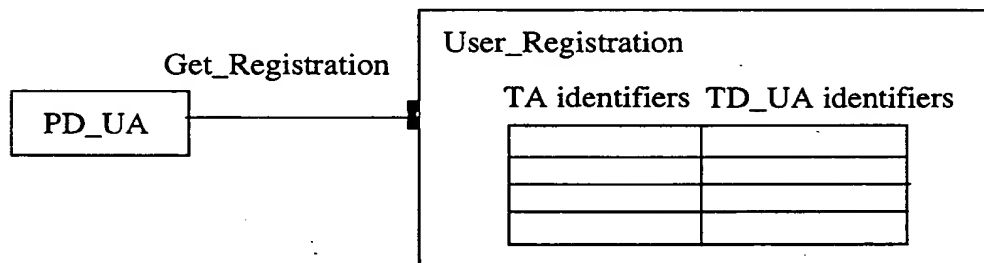 User_Registration
Get_Registration
TA identifiers TD_UA identifiers
PD_UA